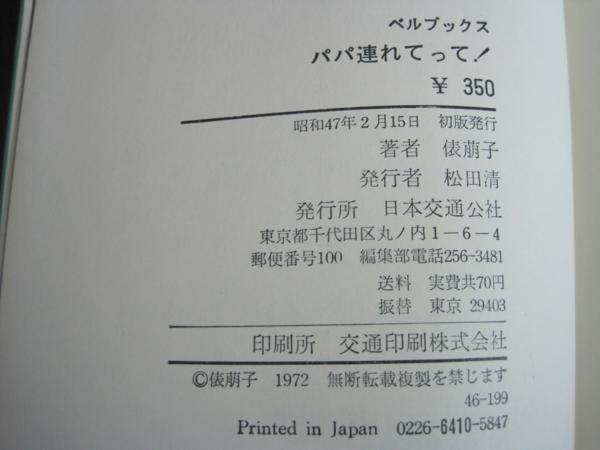 ベルブックス
パパ連れてって!
¥ 350
昭和47年2月15日 初版発行
著者 俵萠子
発行者 松田清
発行所 日本交通公社
東京都千代田区丸ノ内1-6-4
郵便番号100 編集部電話256-3481
送料 実費共70円
振替 東京 29403
印刷所 交通印刷株式会社
©俵萠子 1972 無断転載複製を禁じます
46-199
Printed in Japan 0226-6410-5847